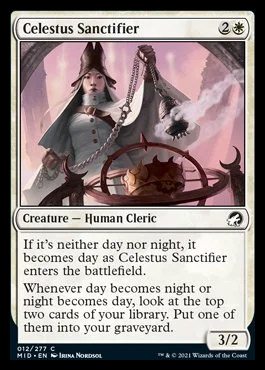 Celestus Sanctifier 2
Creature — Human Cleric
If it's neither day nor night, it
becomes day as Celestus Sanctifier
enters the battlefield.
Whenever day becomes night or
night becomes day, look at the top
two cards of your library. Put one
of them into your graveyard.
3/2
012/277 C
MID • EN IRINA NORDSOL
™ & © 2021 Wizards of the Coast